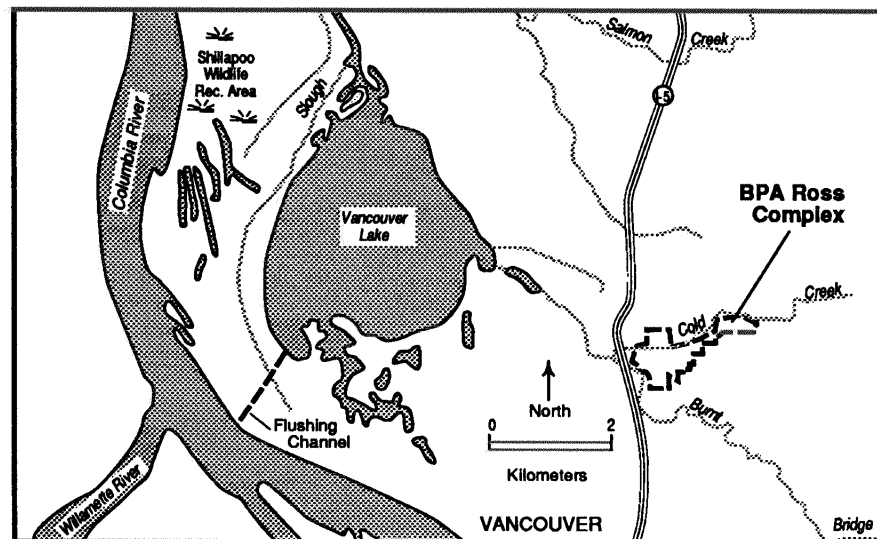 Salmon
Creek
Shillapoo
Wildlife
Rec. Area
Slough
Columbia River
5
BPA Ross
Complex
Vancouver
Lake
Creek
Cold
North
0 2
Kilometers
Burnt
Flushing
Channel
Willamette River
VANCOUVER
Bridge